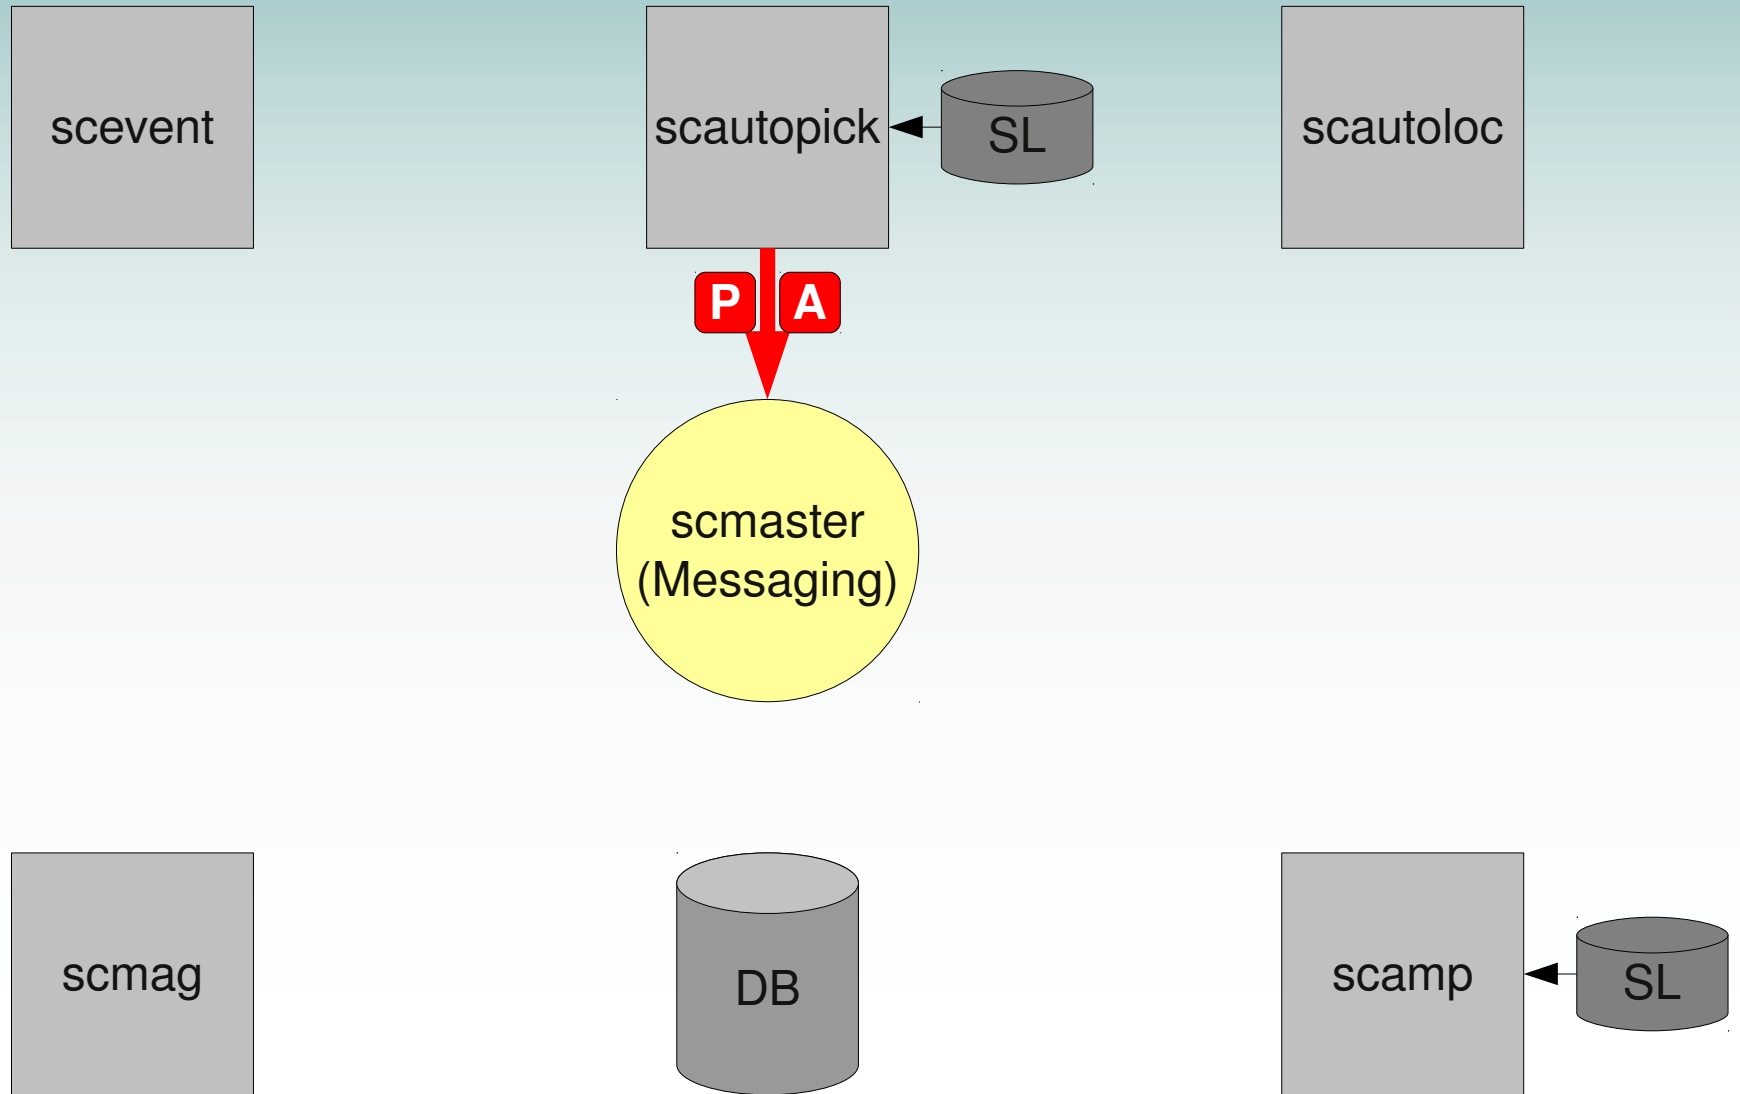 scevent
scautopick
SL
scautoloc
P
A
scmaster
(Messaging)
scmag
DB
scamp
SL